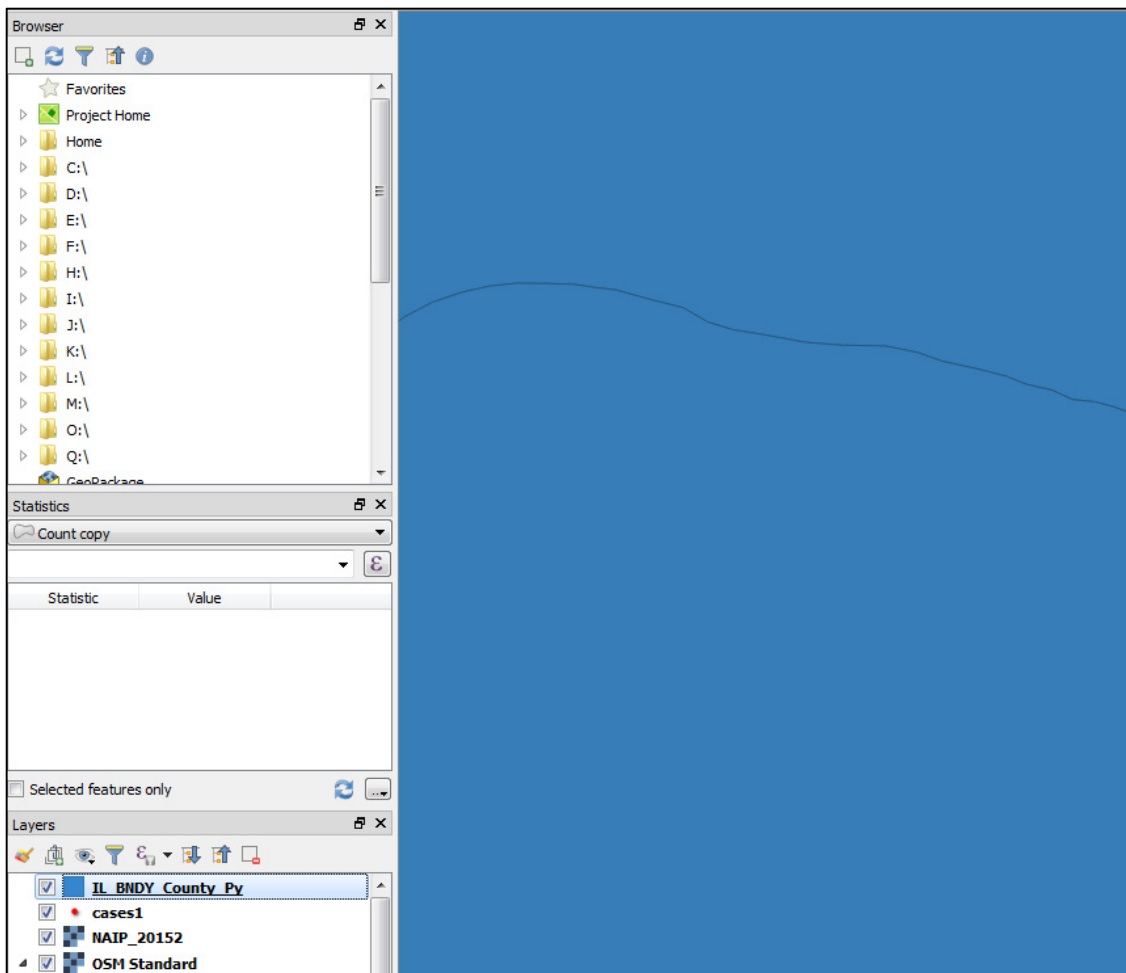 Browser
Favorites
Project Home
Home
C:\
D:\
E:\
F:\
H:\
I:\
J:\
K:\
L:\
M:\
O:\
Q:\
GeoPackage
Statistics
Count copy
ε
Statistic Value
Selected features only
...
Layers
IL_BNDY_County_Py
cases1
NAIP_20152
OSM Standard